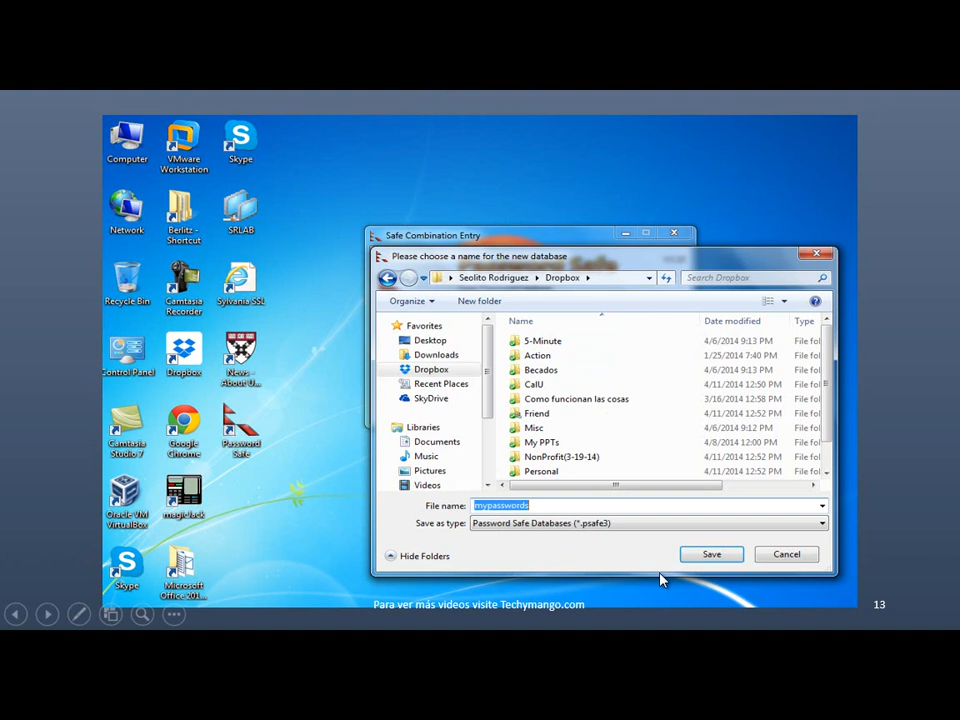 Computer
VMware
Workstation
Skype
Network
Berlitz -
Shortcut
SRLAB
Recycle Bin
Camtasia
Recorder
Sylvania SSL
Control Panel
Dropbox
News -
About U...
Camtasia
Studio 7
Google
Chrome
Password
Safe
Oracle VM
VirtualBox
magicJack
Skype
Microsoft
Office 201...
Safe Combination Entry
Please choose a name for the new database
Seolito Rodriguez
Dropbox
Search Dropbox
Organize
New folder
Favorites
Desktop
Downloads
Dropbox
Recent Places
SkyDrive
Libraries
Documents
Music
Pictures
Videos
Name Date modified Type
5-Minute 4/6/2014 9:13 PM File fol
Action 1/25/2014 7:40 PM File fol
Becados 4/6/2014 9:13 PM File fol
CalU 4/11/2014 12:50 PM File fol
Como funcionan las cosas 3/16/2014 12:58 PM File fol
Friend 4/11/2014 12:52 PM File fol
Misc 4/6/2014 9:12 PM File fol
My PPTs 4/8/2014 12:00 PM File fol
NonProfit(3-19-14) 4/11/2014 12:52 PM File fol
Personal 4/11/2014 12:52 PM File fol
File name: mypasswords
Save as type: Password Safe Databases (*.psafe3)
Hide Folders
Save
Cancel
Para ver más videos visite Techymango.com
13